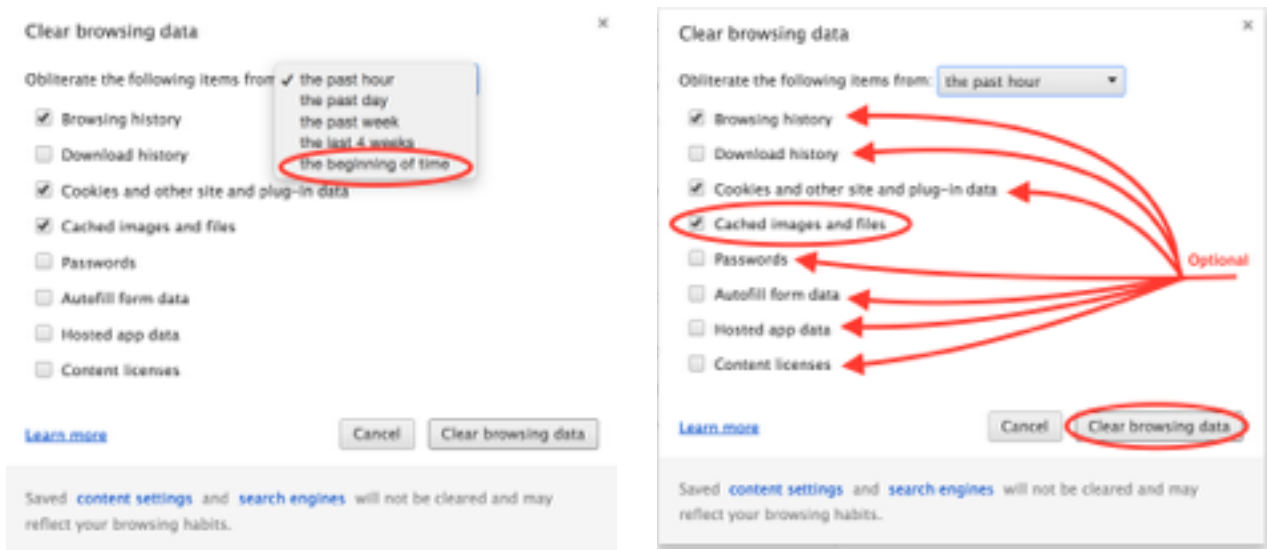 Clear browsing data
Obliterate the following items from
✓ the past hour
the past day
the past week
the last 4 weeks
the beginning of time
Browsing history
Download history
Cookies and other site and plug-in data
Cached images and files
Passwords
Autofill form data
Hosted app data
Content licenses
Learn more
Cancel
Clear browsing data
Saved content settings and search engines will not be cleared and may
reflect your browsing habits.
Clear browsing data
Obliterate the following items from: the past hour
Browsing history
Download history
Cookies and other site and plug-in data
Cached images and files
Passwords
Optional
Autofill form data
Hosted app data
Content licenses
Learn more
Cancel
Clear browsing data
Saved content settings and search engines will not be cleared and may
reflect your browsing habits.